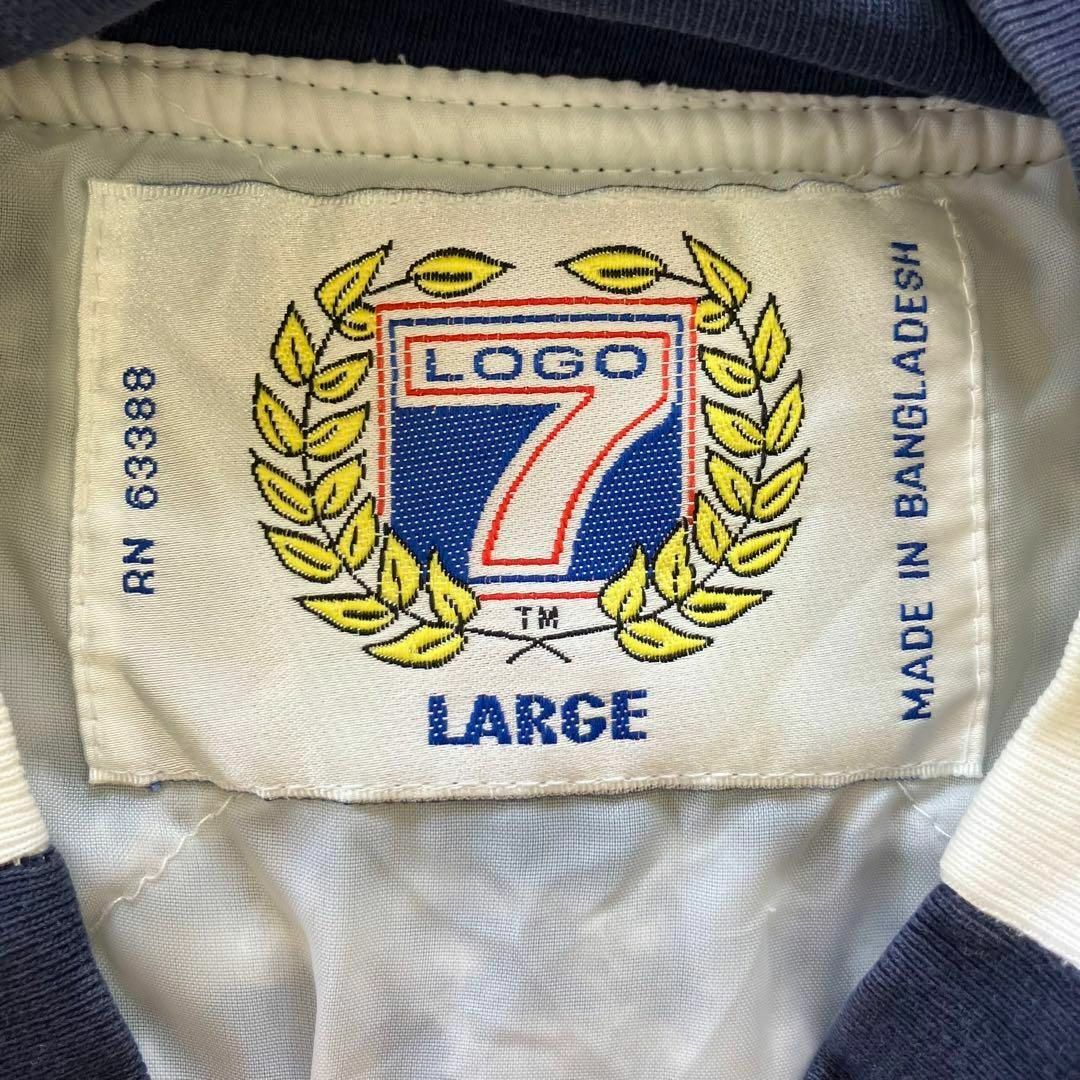 RN 63388
LOGO
7
TM
LARGE
MADE IN BANGLADESH